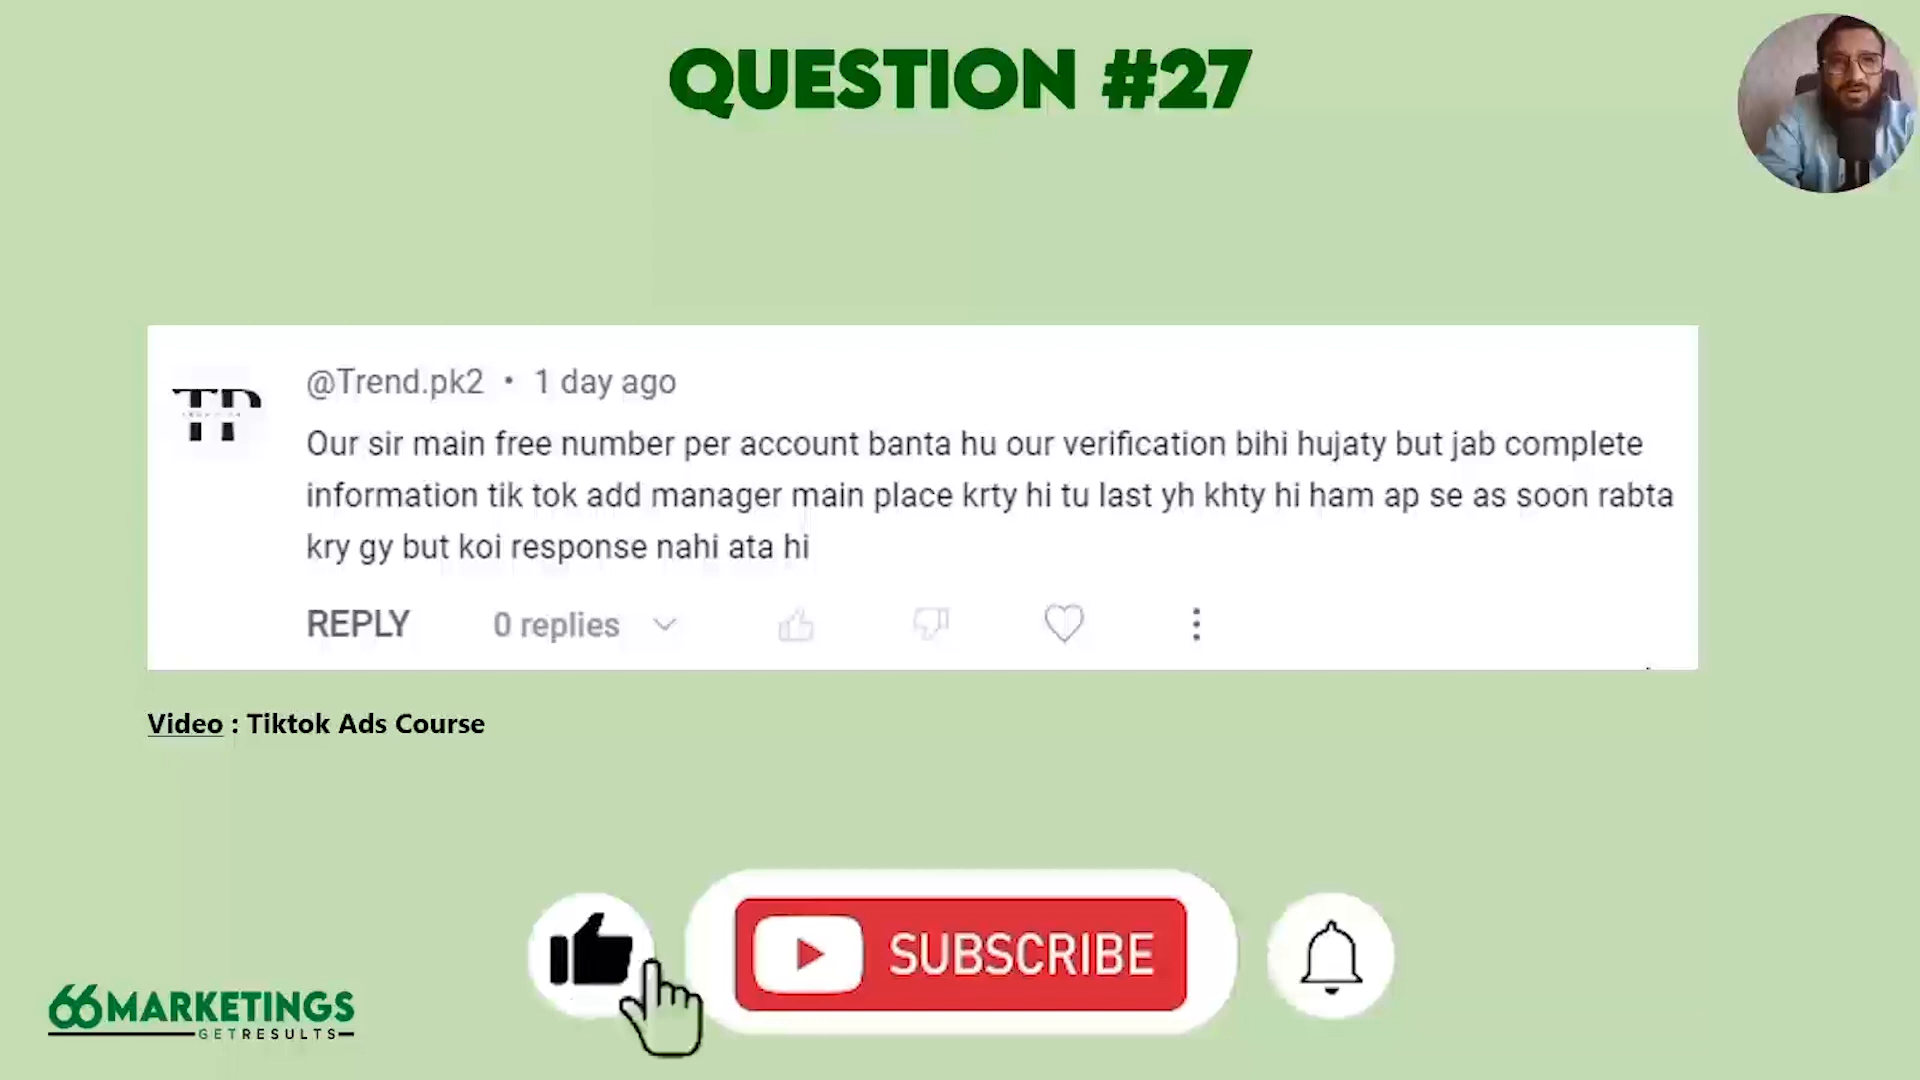 QUESTION #27
@Trend.pk2 • 1 day ago
Our sir main free number per account banta hu our verification bihi hujaty but jab complete
information tik tok add manager main place krty hi tu last yh khty hi ham ap se as soon rabta
kry gy but koi response nahi ata hi
REPLY 0 replies
Video : Tiktok Ads Course
SUBSCRIBE
66MARKETINGS
GETRESULTS